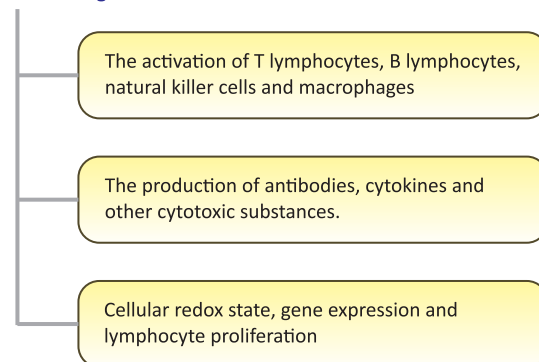 The activation of T lymphocytes, B lymphocytes,
natural killer cells and macrophages
The production of antibodies, cytokines and
other cytotoxic substances.
Cellular redox state, gene expression and
lymphocyte proliferation